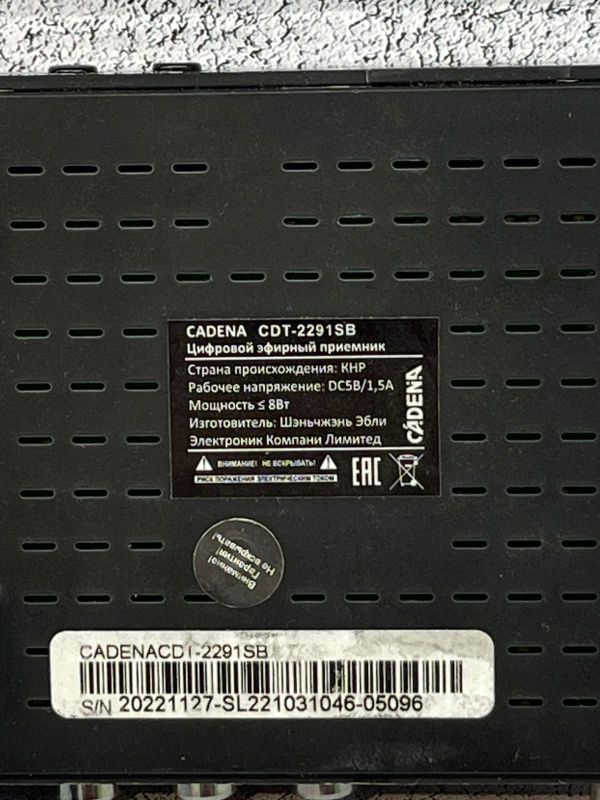 CADENA CDT-2291SB
Цифровой эфирный приемник
Страна происхождения: КНР
Рабочее напряжение: DC5B/1,5A
Мощность ≤ 8Вт
Изготовитель: Шэньчжэнь Эбли
Электроник Компани Лимитед
CADENA
ВНИМАНИЕ! НЕ ВСКРЫВАТЬ!
РИСК ПОРАЖЕНИЯ ЭЛЕКТРИЧЕСКИМ ТОКОМ
EAC
Внимание!
Гарантия!
Не вскрывать!
CADENACDT-2291SB
S/N 20221127-SL221031046-05096